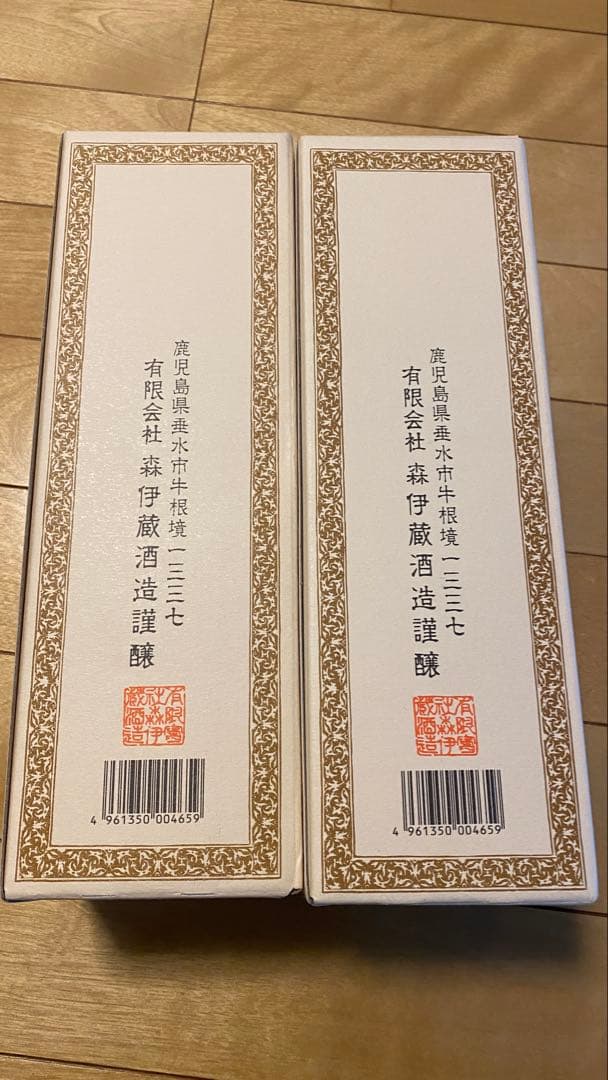 鹿児島県垂水市牛根境一三三七
有限会社 森伊蔵酒造謹醸
有限會
社森伊
蔵酒造
4 961350 004659
鹿児島県垂水市牛根境一三三七
有限会社 森伊蔵酒造謹醸
有限會
社森伊
蔵酒造
4 961350 004659